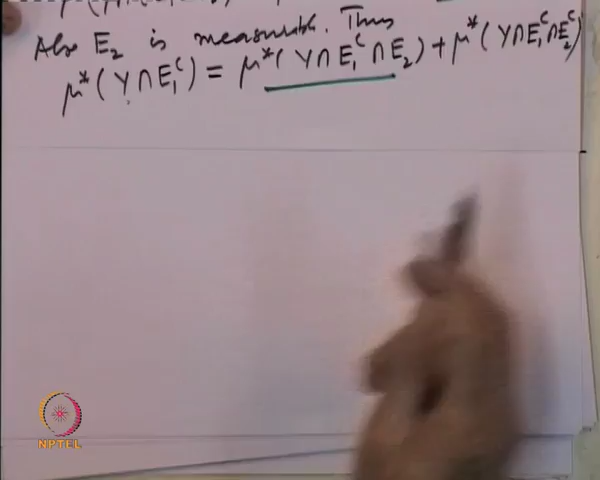 Also E₂ is measurable. Thus
μ*(Y∩E₁ᶜ) = μ*(Y∩E₁ᶜ∩E₂) + μ*(Y∩E₁ᶜ∩E₂ᶜ)
NPTEL